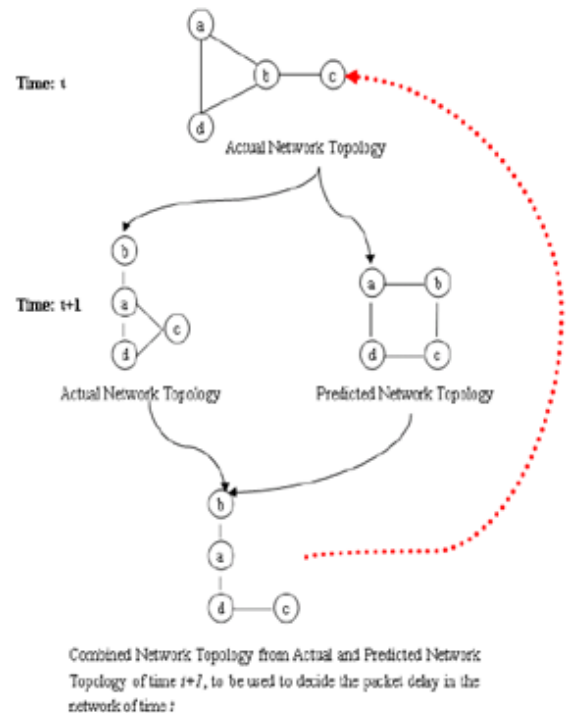 a
Time: t
b
c
d
Actual Network Topology
b
a
Time: t+1
c
d
a
b
d
c
Actual Network Topology
Predicted Network Topology
b
a
d
c
Combined Network Topology from Actual and Predicted Network
Topology of time t+1, to be used to decide the packet delay in the
network of time t